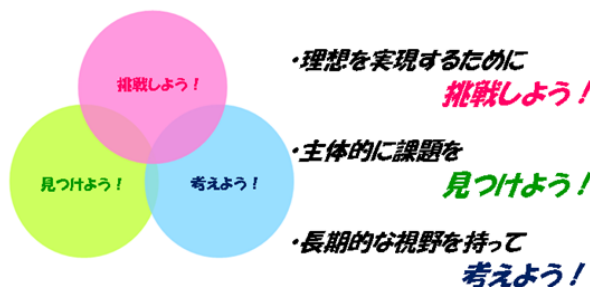 挑戦しよう！
見つけよう！
考えよう！
・理想を実現するために
挑戦しよう！
・主体的に課題を
見つけよう！
・長期的な視野を持って
考えよう！